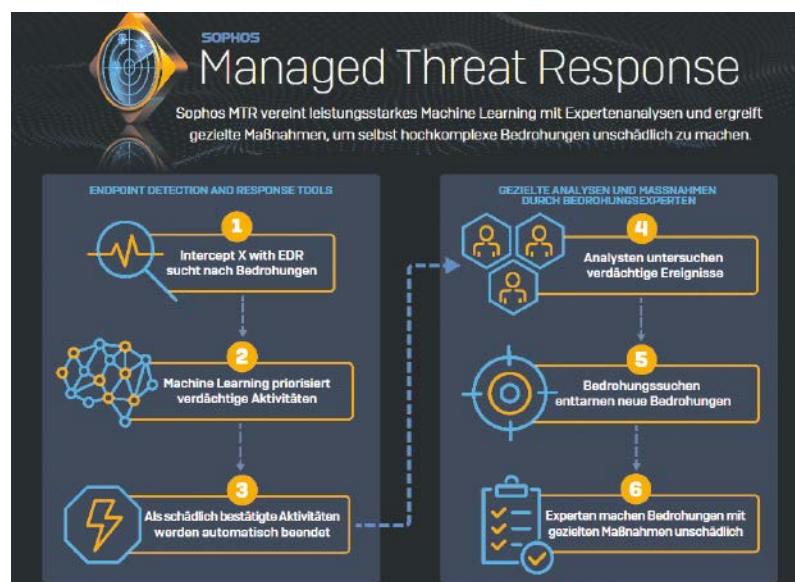 SOPHOS
Managed Threat Response
Sophos MTR vereint leistungsstarkes Machine Learning mit Expertenanalysen und ergreift
gezielte Maßnahmen, um selbst hochkomplexe Bedrohungen unschädlich zu machen.
ENDPOINT DETECTION AND RESPONSE TOOLS
1
Intercept X with EDR
sucht nach Bedrohungen
2
Machine Learning priorisiert
verdächtige Aktivitäten
3
Als schädlich bestätigte Aktivitäten
werden automatisch beendet
GEZIELTE ANALYSEN UND MASSNAHMEN
DURCH BEDROHUNGSEXPERTEN
4
Analysten untersuchen
verdächtige Ereignisse
5
Bedrohungssuchen
enttarnen neue Bedrohungen
6
Experten machen Bedrohungen mit
gezielten Maßnahmen unschädlich